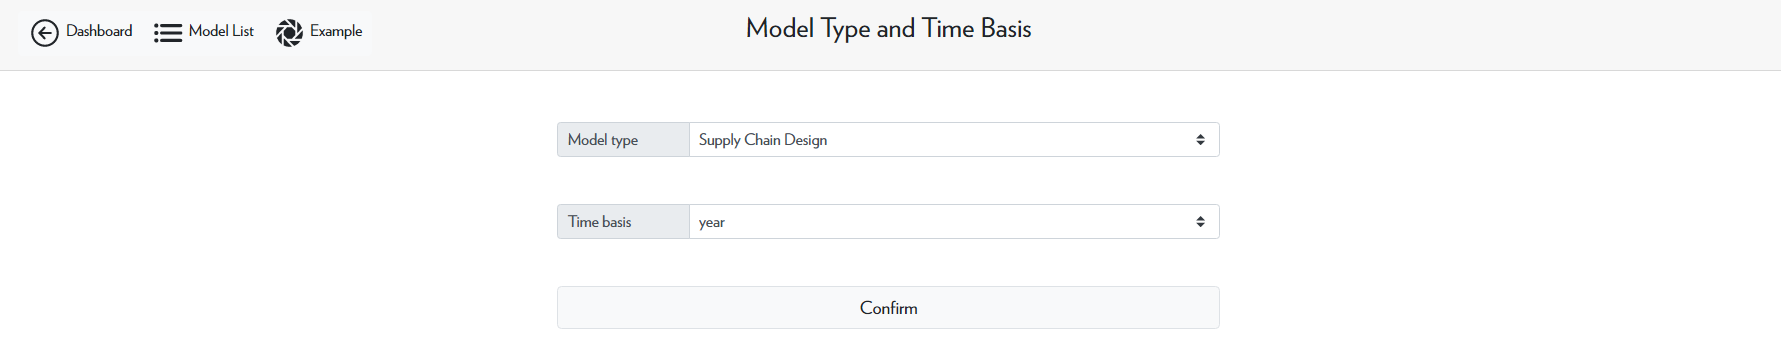 Dashboard Model List Example Model Type and Time Basis
Model type Supply Chain Design
Time basis year
Confirm